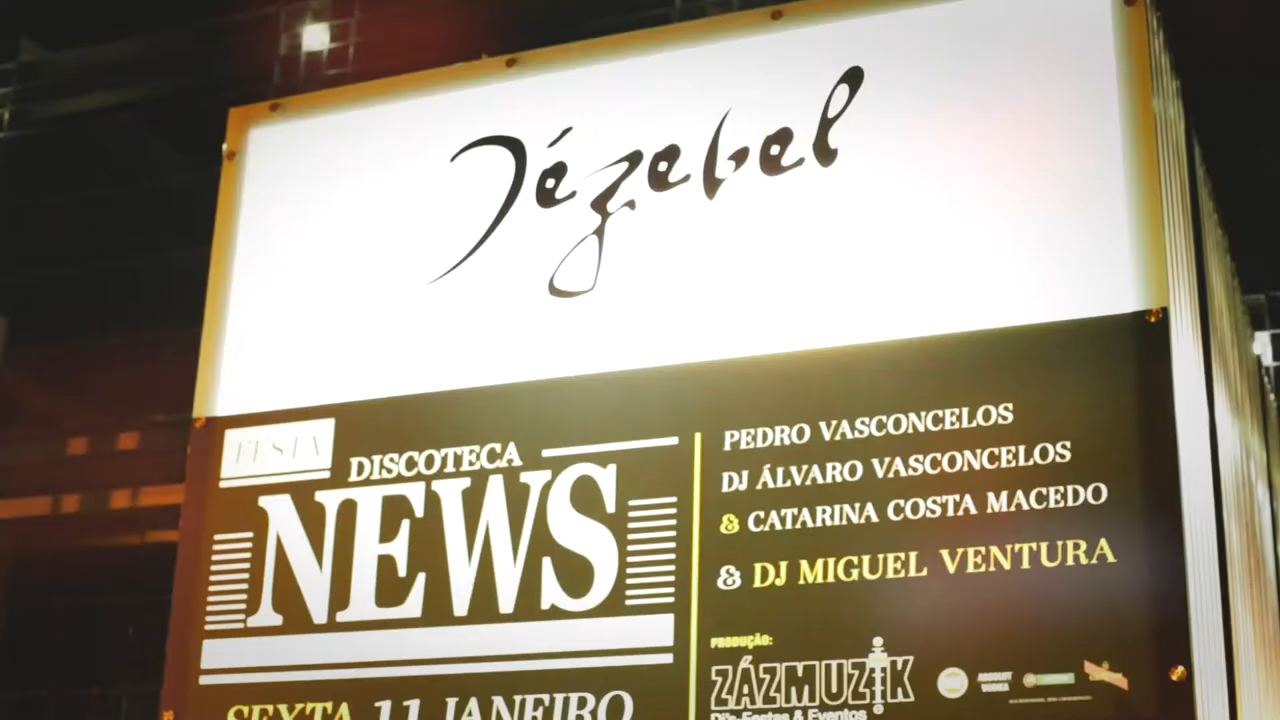 Jézebel
FESTA
DISCOTECA
NEWS
SEXTA 11 JANEIRO
PEDRO VASCONCELOS
DJ ÁLVARO VASCONCELOS
& CATARINA COSTA MACEDO
& DJ MIGUEL VENTURA
PRODUÇÃO:
ZÁZMUZIK
Dj's-Festas & Eventos
ABSOLUT
VODKA